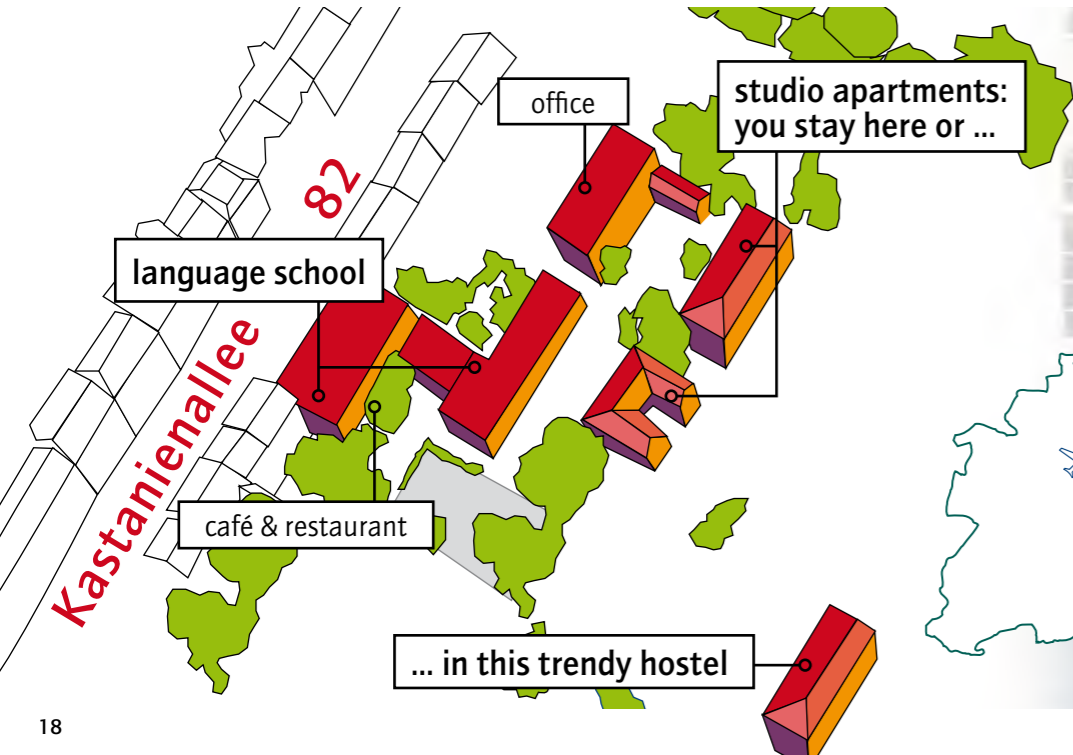 office
studio apartments:
you stay here or ...
82
language school
Kastanienallee
café & restaurant
... in this trendy hostel
18